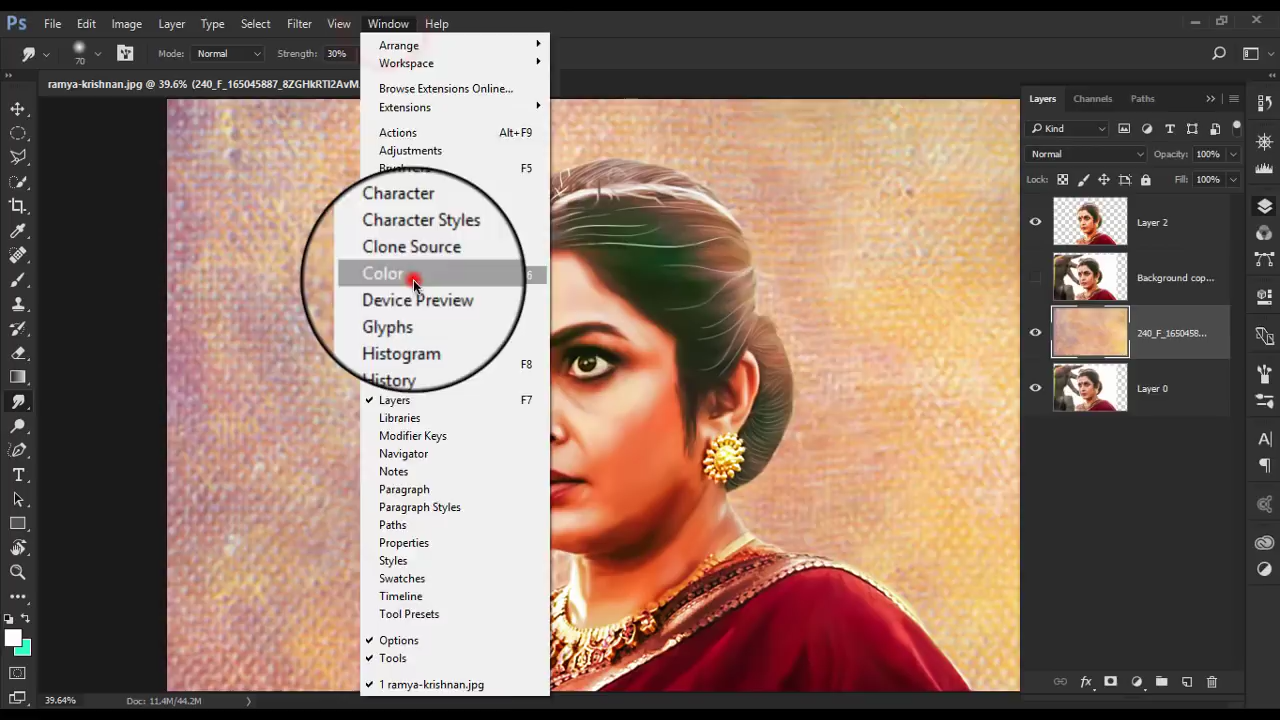 Ps File Edit Image Layer Type Select Filter View Window Help
70 Mode: Normal Strength: 30%
ramya-krishnan.jpg @ 39.6% (240_F_165045887_8ZGHkRTl2AvM
Arrange
Workspace
Browse Extensions Online...
Extensions
Actions Alt+F9
Adjustments
F5
Character
Character Styles
Clone Source
Color 6
Device Preview
Glyphs
Histogram
History F8
Layers F7
Libraries
Modifier Keys
Navigator
Notes
Paragraph
Paragraph Styles
Paths
Properties
Styles
Swatches
Timeline
Tool Presets
Options
Tools
1 ramya-krishnan.jpg
Layers Channels Paths
Kind
Normal Opacity: 100%
Lock: Fill: 100%
Layer 2
Background cop...
240_F_1650458...
Layer 0
39.64% Doc: 11.4M/44.2M